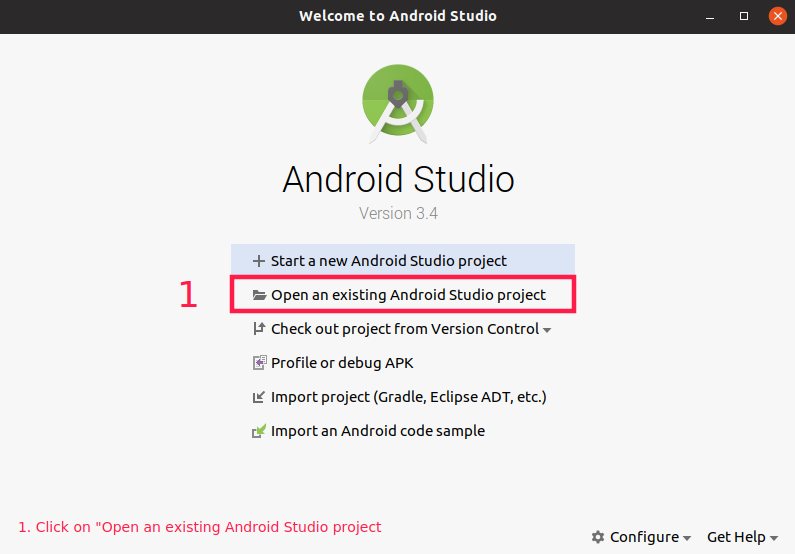 Welcome to Android Studio
Android Studio
Version 3.4
Start a new Android Studio project
1
Open an existing Android Studio project
Check out project from Version Control
Profile or debug APK
Import project (Gradle, Eclipse ADT, etc.)
Import an Android code sample
1. Click on "Open an existing Android Studio project
Configure
Get Help